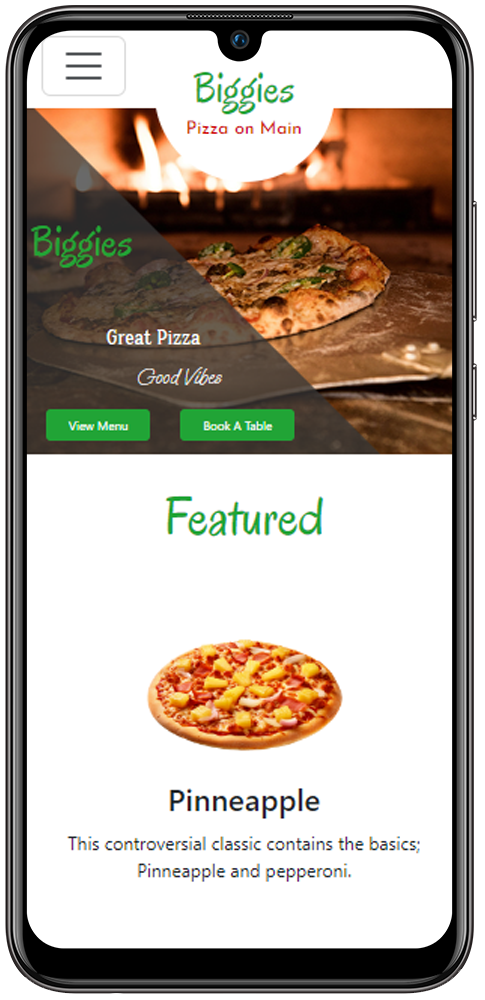 Biggies
Pizza on Main
Biggies
Great Pizza
Good Vibes
View Menu
Book A Table
Featured
Pinneapple
This controversial classic contains the basics;
Pinneapple and pepperoni.